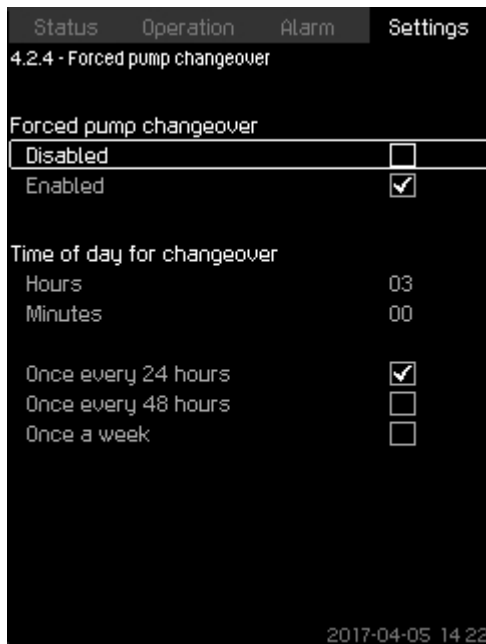 Status Operation Alarm Settings
4.2.4 - Forced pump changeover
Forced pump changeover
Disabled
Enabled
Time of day for changeover
Hours 03
Minutes 00
Once every 24 hours
Once every 48 hours
Once a week
2017-04-05 14:22